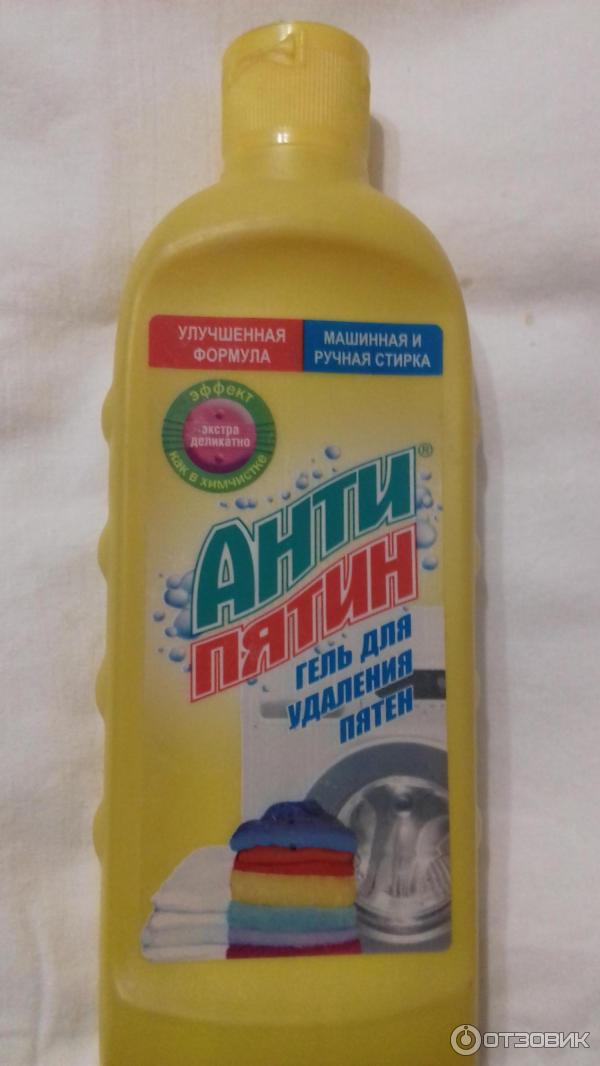 УЛУЧШЕННАЯ
ФОРМУЛА
МАШИННАЯ И
РУЧНАЯ СТИРКА
эффект
экстра
деликатно
как в химчистке
АНТИ®
ПЯТИН
ГЕЛЬ ДЛЯ
УДАЛЕНИЯ
ПЯТЕН
ОТЗОВИК